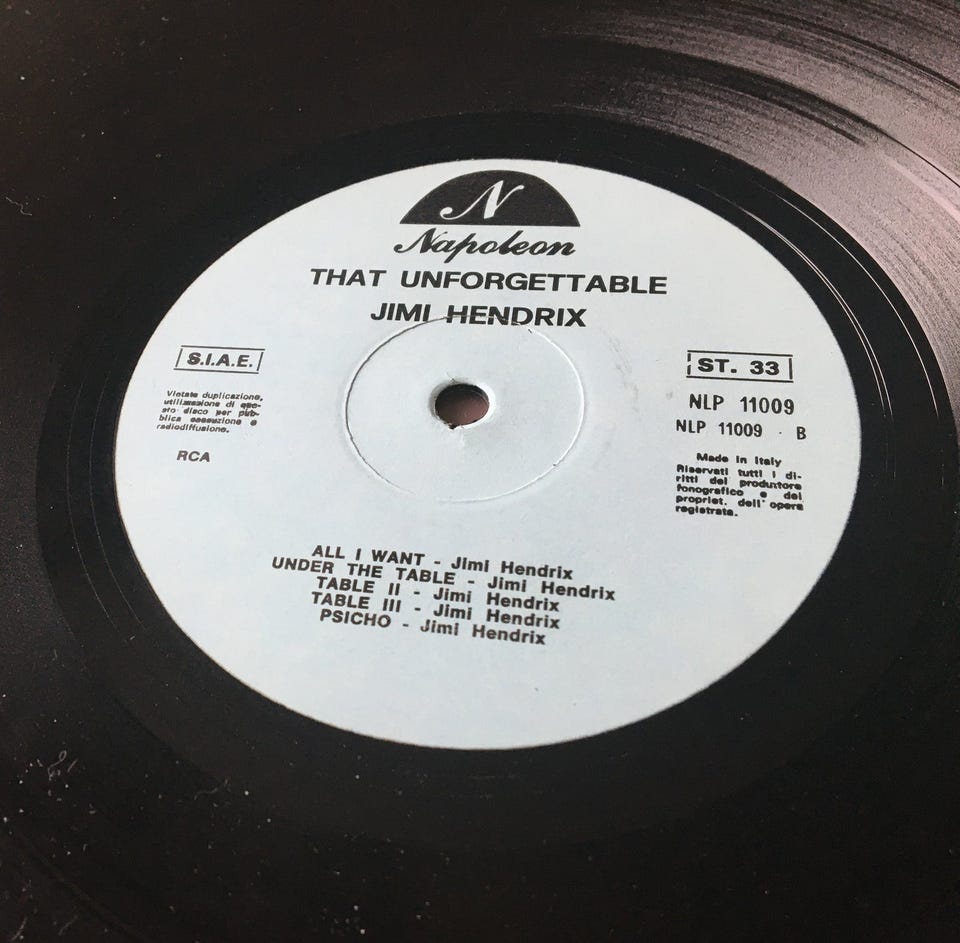 N
Napoleon
THAT UNFORGETTABLE
JIMI HENDRIX
S.I.A.E.
Vietata duplicazione,
utilizzazione di que-
sto disco per pub-
blica esecuzione e
radiodiffusione.
RCA
ST. 33
NLP 11009
NLP 11009 - B
Made in Italy
Riservati tutti i di-
ritti del produttore
fonografico e del
propriet. dell'opera
registrata.
ALL I WANT - Jimi Hendrix
UNDER THE TABLE - Jimi Hendrix
TABLE II - Jimi Hendrix
TABLE III - Jimi Hendrix
PSICHO - Jimi Hendrix